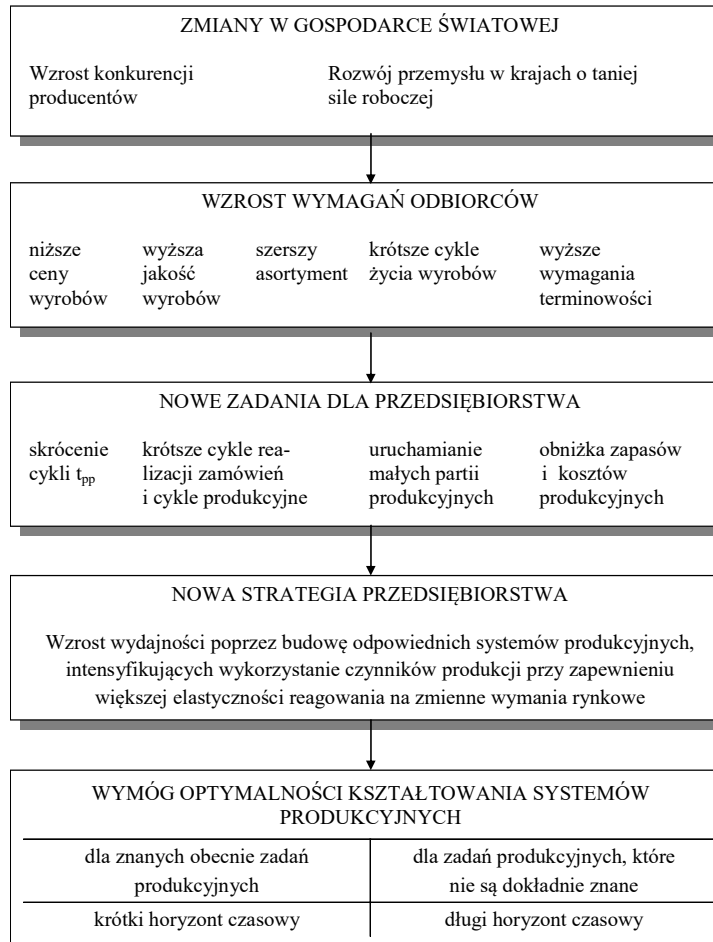 ZMIANY W GOSPODARCE ŚWIATOWEJ
Wzrost konkurencji
producentów
Rozwój przemysłu w krajach o taniej
sile roboczej
WZROST WYMAGAŃ ODBIORCÓW
niższe
ceny
wyrobów
wyższa
jakość
wyrobów
szerszy
asortyment
krótsze cykle
życia wyrobów
wyższe
wymagania
terminowości
NOWE ZADANIA DLA PRZEDSIĘBIORSTWA
skrócenie
cykli tpp
krótsze cykle rea-
lizacji zamówień
i cykle produkcyjne
uruchamianie
małych partii
produkcyjnych
obniżka zapasów
i kosztów
produkcyjnych
NOWA STRATEGIA PRZEDSIĘBIORSTWA
Wzrost wydajności poprzez budowę odpowiednich systemów produkcyjnych,
intensyfikujących wykorzystanie czynników produkcji przy zapewnieniu
większej elastyczności reagowania na zmienne wymania rynkowe
WYMÓG OPTYMALNOŚCI KSZTAŁTOWANIA SYSTEMÓW
PRODUKCYJNYCH
dla znanych obecnie zadań
produkcyjnych
dla zadań produkcyjnych, które
nie są dokładnie znane
krótki horyzont czasowy
długi horyzont czasowy